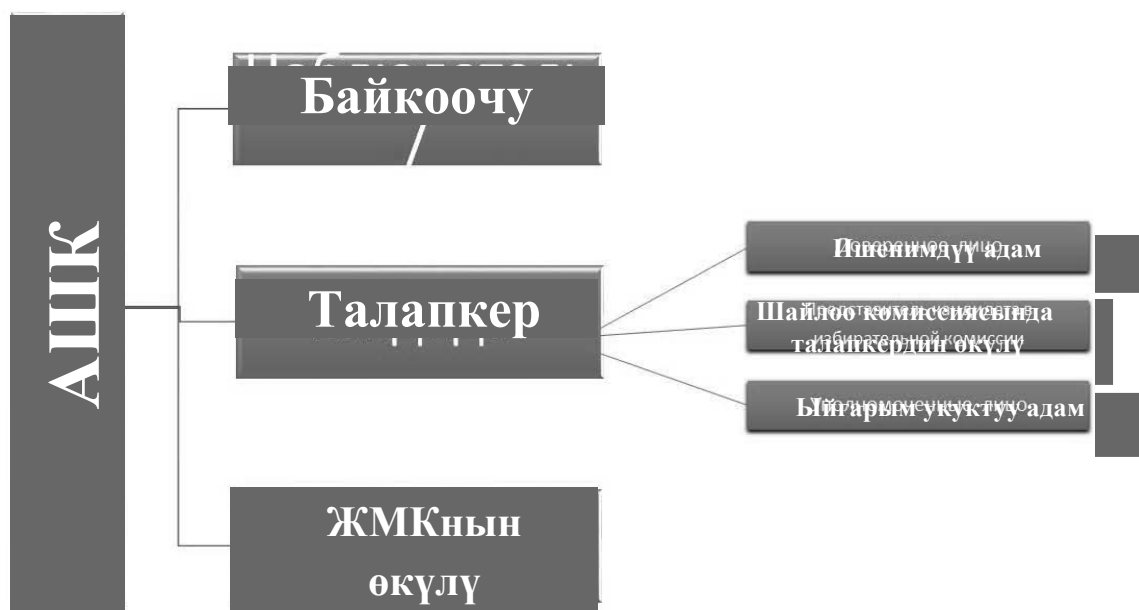 АШК
Байкоочу
/
Талапкер
Ишенимдүү адам
Шайлоо комиссиясында
талапкердин өкүлү
Ыйгарым укуктуу адам
ЖМКнын
өкүлү